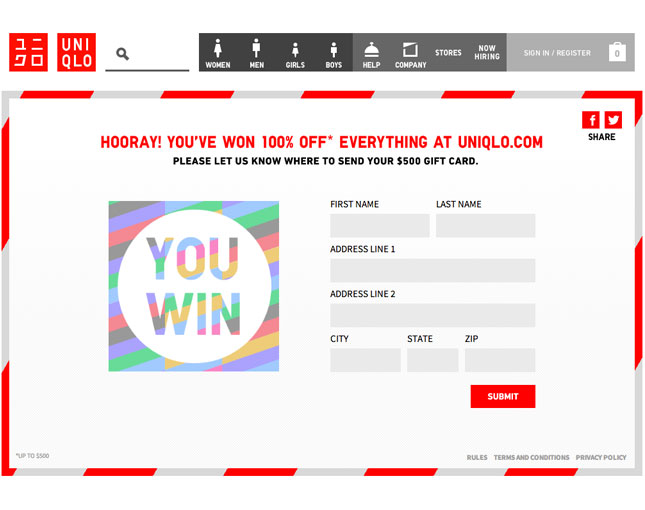 ユニ
クロ
UNI
QLO
WOMEN
MEN
GIRLS
BOYS
HELP
COMPANY
STORES
NOW
HIRING
SIGN IN / REGISTER
0
f
SHARE
HOORAY! YOU'VE WON 100% OFF* EVERYTHING AT UNIQLO.COM
PLEASE LET US KNOW WHERE TO SEND YOUR $500 GIFT CARD.
YOU
WIN
FIRST NAME LAST NAME
ADDRESS LINE 1
ADDRESS LINE 2
CITY STATE ZIP
SUBMIT
*UP TO $500
RULES TERMS AND CONDITIONS PRIVACY POLICY